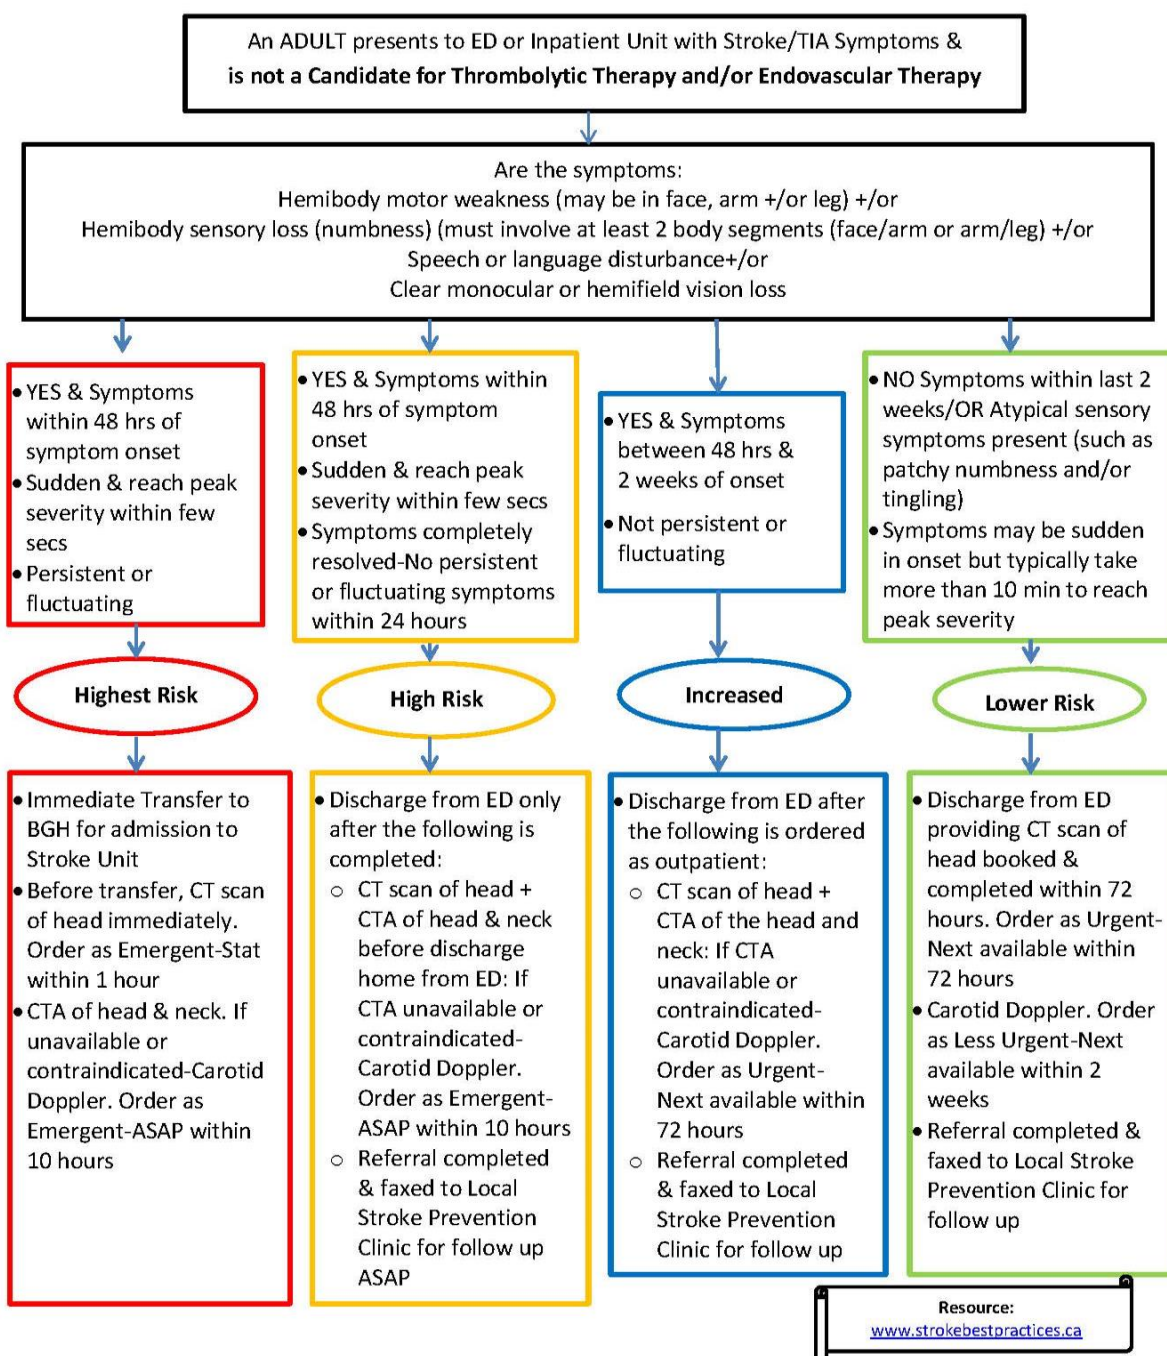 An ADULT presents to ED or Inpatient Unit with Stroke/TIA Symptoms &
is not a Candidate for Thrombolytic Therapy and/or Endovascular Therapy
Are the symptoms:
Hemibody motor weakness (may be in face, arm +/or leg) +/or
Hemibody sensory loss (numbness) (must involve at least 2 body segments (face/arm or arm/leg) +/or
Speech or language disturbance+/or
Clear monocular or hemifield vision loss
• YES & Symptoms
within 48 hrs of
symptom onset
• Sudden & reach peak
severity within few
secs
• Persistent or
fluctuating
• YES & Symptoms within
48 hrs of symptom
onset
• Sudden & reach peak
severity within few secs
• Symptoms completely
resolved-No persistent
or fluctuating symptoms
within 24 hours
• YES & Symptoms
between 48 hrs &
2 weeks of onset
• Not persistent or
fluctuating
• NO Symptoms within last 2
weeks/OR Atypical sensory
symptoms present (such as
patchy numbness and/or
tingling)
• Symptoms may be sudden
in onset but typically take
more than 10 min to reach
peak severity
Highest Risk
High Risk
Increased
Lower Risk
• Immediate Transfer to
BGH for admission to
Stroke Unit
• Before transfer, CT scan
of head immediately.
Order as Emergent-Stat
within 1 hour
• CTA of head & neck. If
unavailable or
contraindicated-Carotid
Doppler. Order as
Emergent-ASAP within
10 hours
• Discharge from ED only
after the following is
completed:
o CT scan of head +
CTA of head & neck
before discharge
home from ED: If
CTA unavailable or
contraindicated-
Carotid Doppler.
Order as Emergent-
ASAP within 10 hours
o Referral completed
& faxed to Local
Stroke Prevention
Clinic for follow up
ASAP
• Discharge from ED after
the following is ordered
as outpatient:
o CT scan of head +
CTA of the head and
neck: If CTA
unavailable or
contraindicated-
Carotid Doppler.
Order as Urgent-
Next available within
72 hours
o Referral completed
& faxed to Local
Stroke Prevention
Clinic for follow up
• Discharge from ED
providing CT scan of
head booked &
completed within 72
hours. Order as Urgent-
Next available within
72 hours
• Carotid Doppler. Order
as Less Urgent-Next
available within 2
weeks
• Referral completed &
faxed to Local Stroke
Prevention Clinic for
follow up
Resource:
www.strokebestpractices.ca